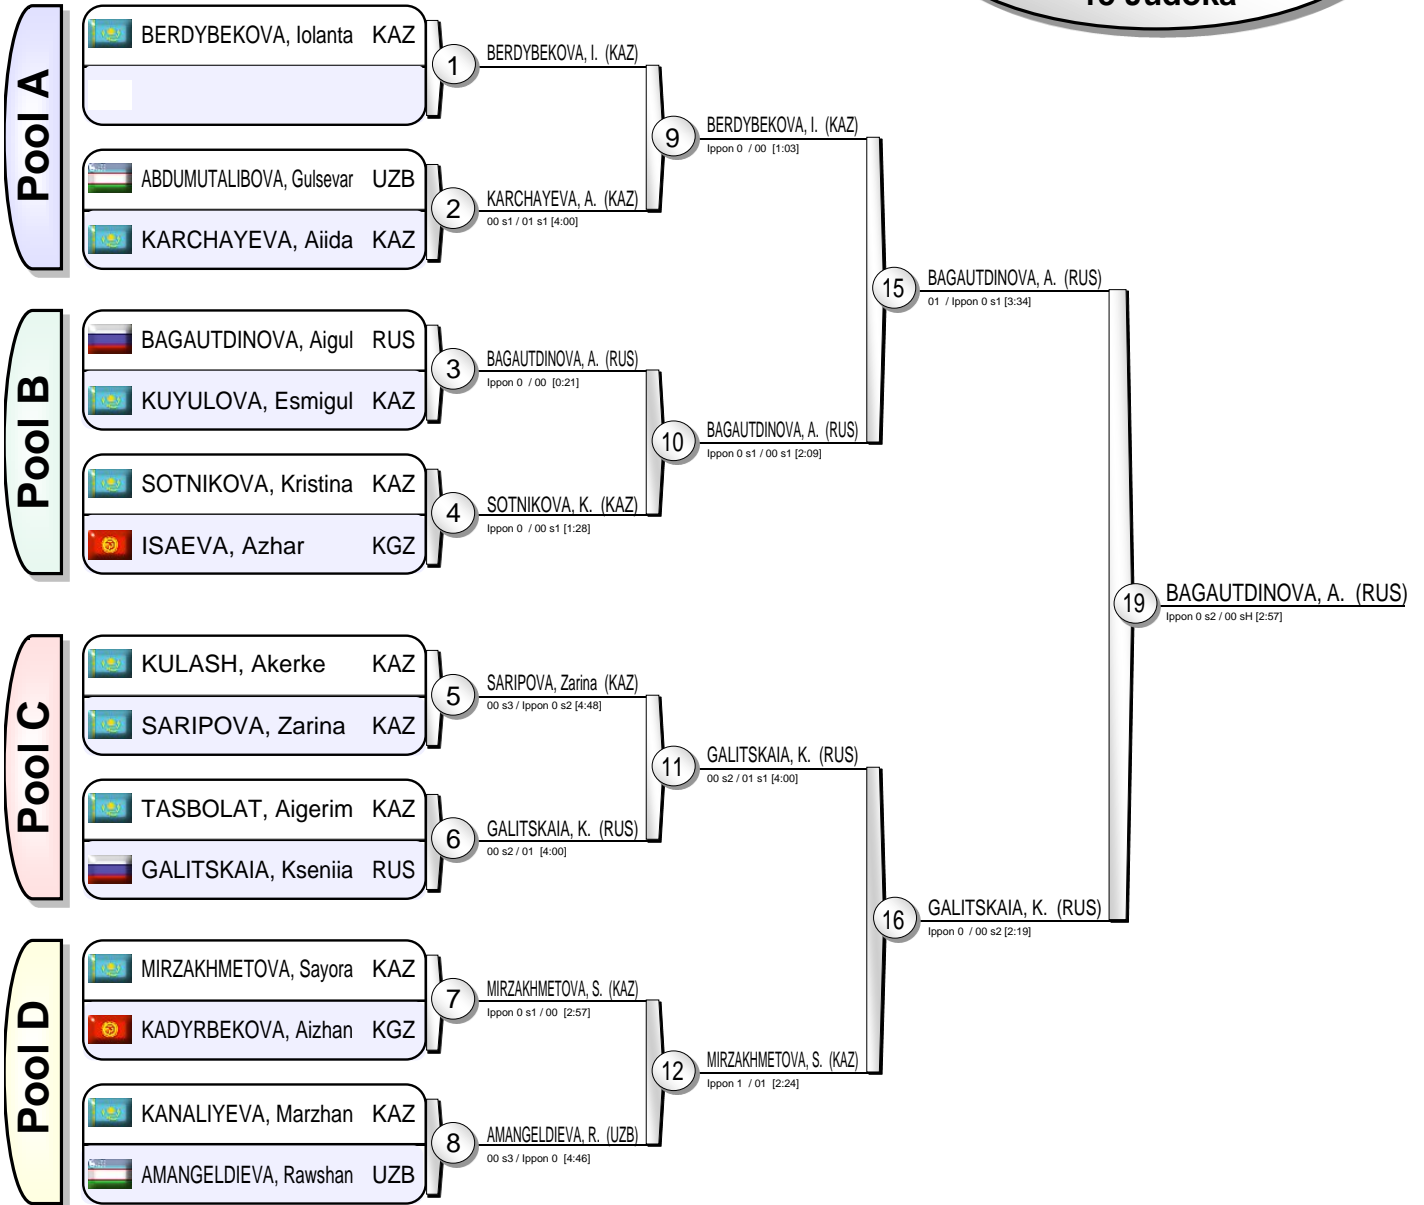 15 Judoka
Pool A
BERDYBEKOVA, Iolanta KAZ
1
BERDYBEKOVA, I. (KAZ)
ABDUMUTALIBOVA, Gulsevar UZB
KARCHAYEVA, Aiida KAZ
2
KARCHAYEVA, A. (KAZ)
00 s1 / 01 s1 [4:00]
9
BERDYBEKOVA, I. (KAZ)
Ippon 0 / 00 [1:03]
Pool B
BAGAUTDINOVA, Aigul RUS
KUYULOVA, Esmigul KAZ
3
BAGAUTDINOVA, A. (RUS)
Ippon 0 / 00 [0:21]
SOTNIKOVA, Kristina KAZ
ISAEVA, Azhar KGZ
4
SOTNIKOVA, K. (KAZ)
Ippon 0 / 00 s1 [1:28]
10
BAGAUTDINOVA, A. (RUS)
Ippon 0 s1 / 00 s1 [2:09]
15
BAGAUTDINOVA, A. (RUS)
01 / Ippon 0 s1 [3:34]
Pool C
KULASH, Akerke KAZ
SARIPOVA, Zarina KAZ
5
SARIPOVA, Zarina (KAZ)
00 s3 / Ippon 0 s2 [4:48]
TASBOLAT, Aigerim KAZ
GALITSKAIA, Kseniia RUS
6
GALITSKAIA, K. (RUS)
00 s2 / 01 [4:00]
11
GALITSKAIA, K. (RUS)
00 s2 / 01 s1 [4:00]
Pool D
MIRZAKHMETOVA, Sayora KAZ
KADYRBEKOVA, Aizhan KGZ
7
MIRZAKHMETOVA, S. (KAZ)
Ippon 0 s1 / 00 [2:57]
KANALIYEVA, Marzhan KAZ
AMANGELDIEVA, Rawshan UZB
8
AMANGELDIEVA, R. (UZB)
00 s3 / Ippon 0 [4:46]
12
MIRZAKHMETOVA, S. (KAZ)
Ippon 1 / 01 [2:24]
16
GALITSKAIA, K. (RUS)
Ippon 0 / 00 s2 [2:19]
19
BAGAUTDINOVA, A. (RUS)
Ippon 0 s2 / 00 sH [2:57]